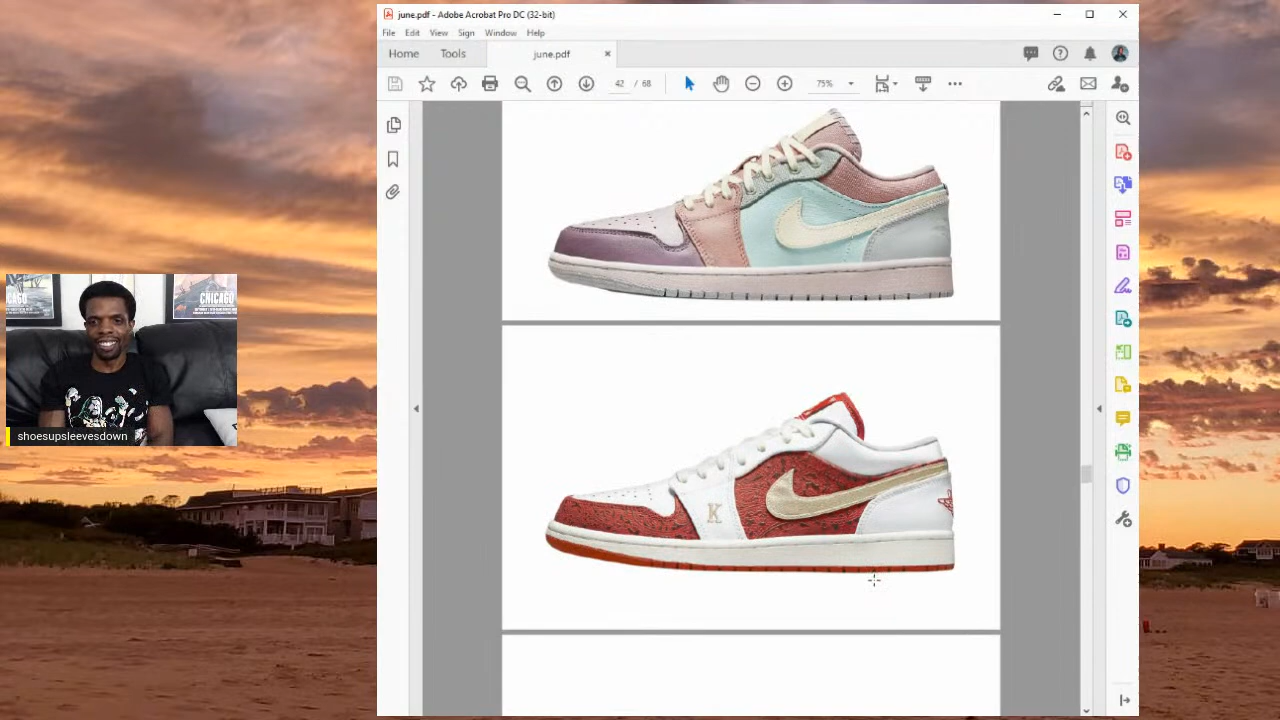 june.pdf - Adobe Acrobat Pro DC (32-bit)
File Edit View Sign Window Help
Home Tools june.pdf
42 / 68 75%
CHICAGO
shoesupsleevesdown
K